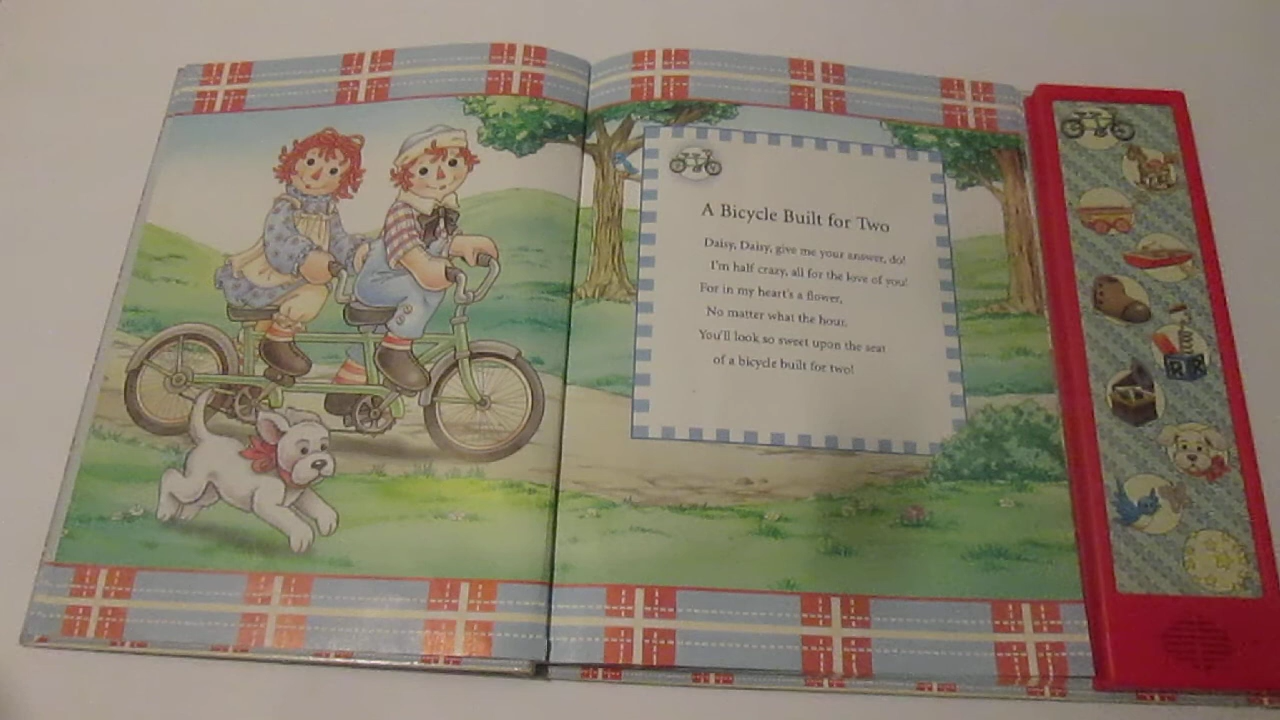 A Bicycle Built for Two
Daisy, Daisy, give me your answer, do!
I'm half crazy, all for the love of you!
For in my heart's a flower,
No matter what the hour.
You'll look so sweet upon the seat
of a bicycle built for two!